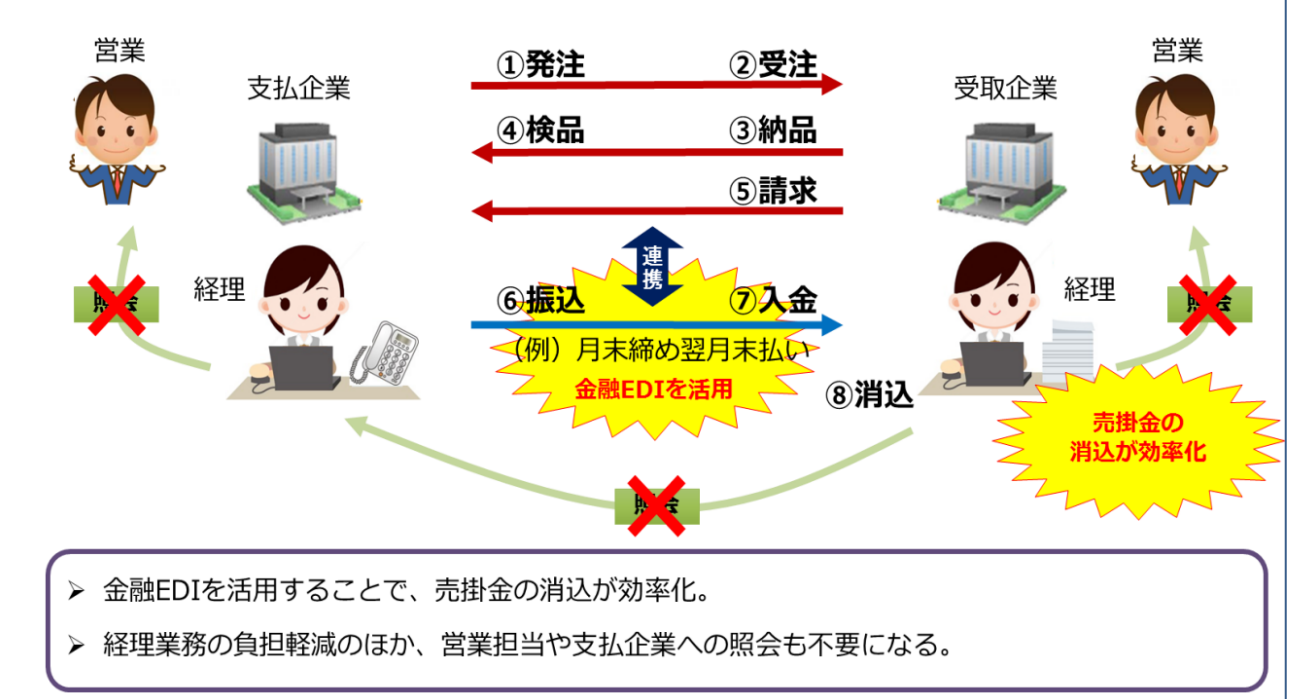 営業
営業
支払企業
受取企業
①発注
②受注
④検品
③納品
⑤請求
連携
経理
経理
照会
照会
⑥振込
⑦入金
（例）月末締め翌月末払い
金融EDIを活用
⑧消込
売掛金の
消込が効率化
照会
➢ 金融EDIを活用することで、売掛金の消込が効率化。
➢ 経理業務の負担軽減のほか、営業担当や支払企業への照会も不要になる。